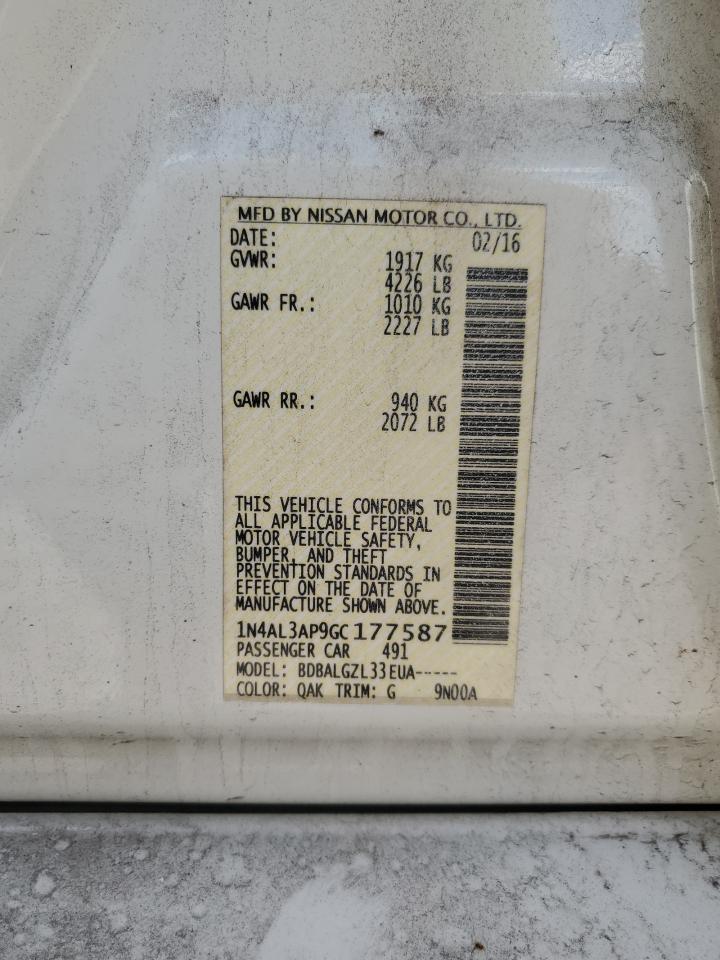 MFD BY NISSAN MOTOR CO., LTD.
DATE: 02/16
GVWR: 1917 KG
4226 LB
GAWR FR.: 1010 KG
2227 LB
GAWR RR.: 940 KG
2072 LB
THIS VEHICLE CONFORMS TO
ALL APPLICABLE FEDERAL
MOTOR VEHICLE SAFETY,
BUMPER, AND THEFT
PREVENTION STANDARDS IN
EFFECT ON THE DATE OF
MANUFACTURE SHOWN ABOVE.
1N4AL3AP9GC177587
PASSENGER CAR 491
MODEL: BDBALGZL33EUA-----
COLOR: QAK TRIM: G 9N00A